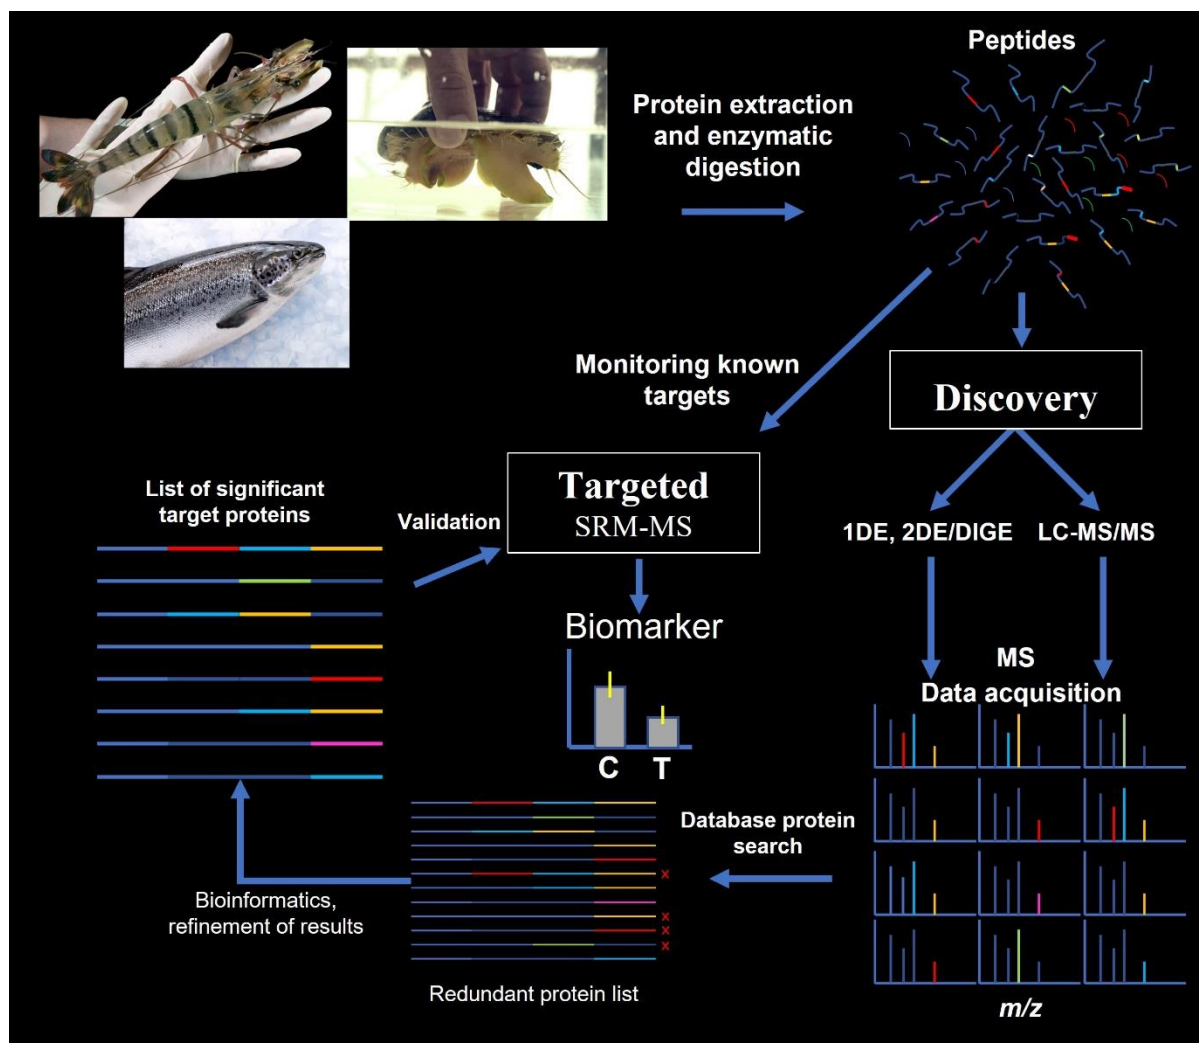 Peptides
Protein extraction
and enzymatic
digestion
Monitoring known
targets
Discovery
Targeted
SRM-MS
List of significant
target proteins
Validation
1DE, 2DE/DIGE
LC-MS/MS
Biomarker
MS
Data acquisition
C T
Database protein
search
Bioinformatics,
refinement of results
Redundant protein list
m/z